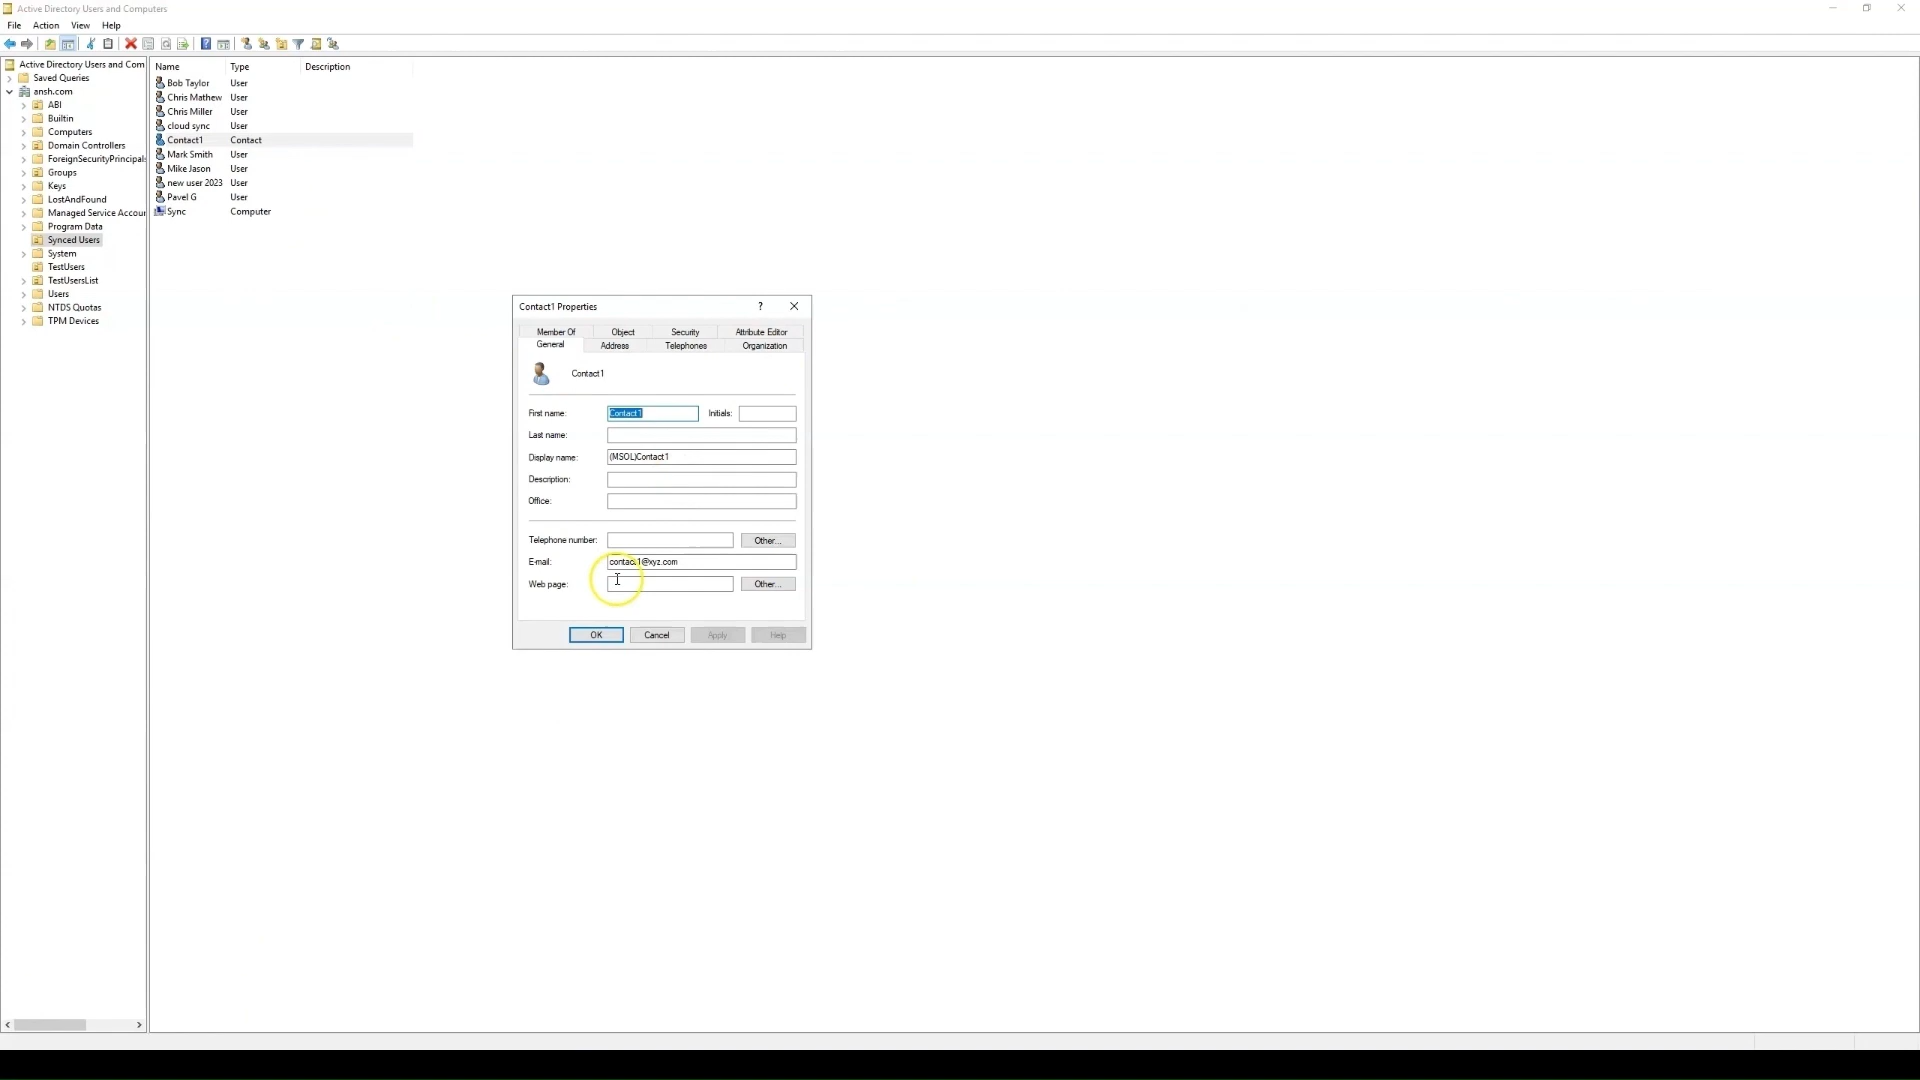 Active Directory Users and Computers
File Action View Help
Active Directory Users and Com
Saved Queries
ansh.com
ABI
Builtin
Computers
Domain Controllers
ForeignSecurityPrincipals
Groups
Keys
LostAndFound
Managed Service Accour
Program Data
Synced Users
System
TestUsers
TestUsersList
Users
NTDS Quotas
TPM Devices
Name Type Description
Bob Taylor User
Chris Mathew User
Chris Miller User
cloud sync User
Contact1 Contact
Mark Smith User
Mike Jason User
new user 2023 User
Pavel G User
Sync Computer
Contact1 Properties ?
Member Of Object Security Attribute Editor
General Address Telephones Organization
Contact1
First name: Contact1 Initials:
Last name:
Display name: (MSOL)Contact1
Description:
Office:
Telephone number: Other...
E-mail: contact1@xyz.com
Web page: Other...
OK Cancel Apply Help